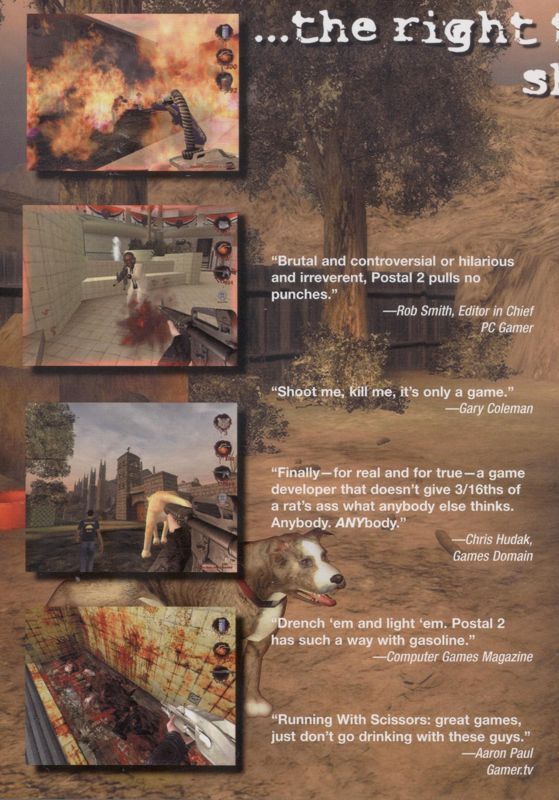 ...the right
“Brutal and controversial or hilarious
and irreverent, Postal 2 pulls no
punches.”
—Rob Smith, Editor in Chief
PC Gamer
“Shoot me, kill me, it’s only a game.”
—Gary Coleman
“Finally—for real and for true—a game
developer that doesn’t give 3/16ths of
a rat’s ass what anybody else thinks.
Anybody. ANYbody.”
—Chris Hudak,
Games Domain
“Drench ‘em and light ‘em. Postal 2
has such a way with gasoline.”
—Computer Games Magazine
“Running With Scissors: great games,
just don’t go drinking with these guys.”
—Aaron Paul
Gamer.tv